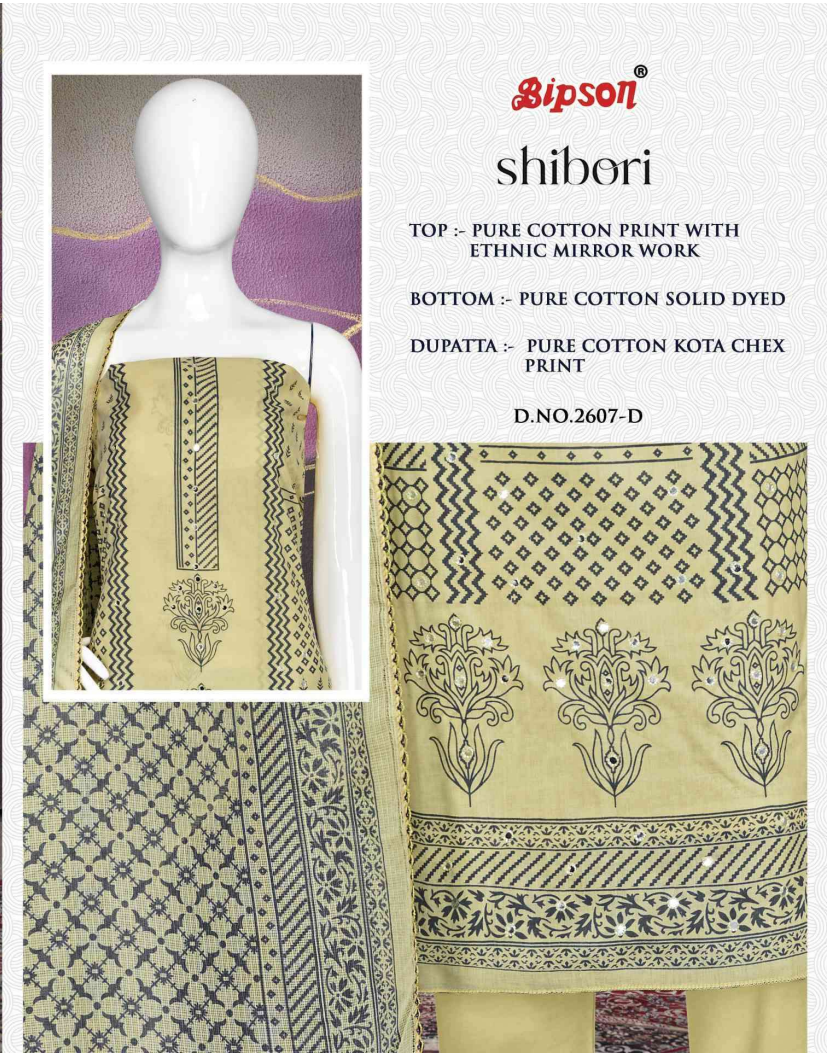 Bipson®
shibori
TOP :- PURE COTTON PRINT WITH
ETHNIC MIRROR WORK
BOTTOM :- PURE COTTON SOLID DYED
DUPATTA :- PURE COTTON KOTA CHEX
PRINT
D.NO.2607-D